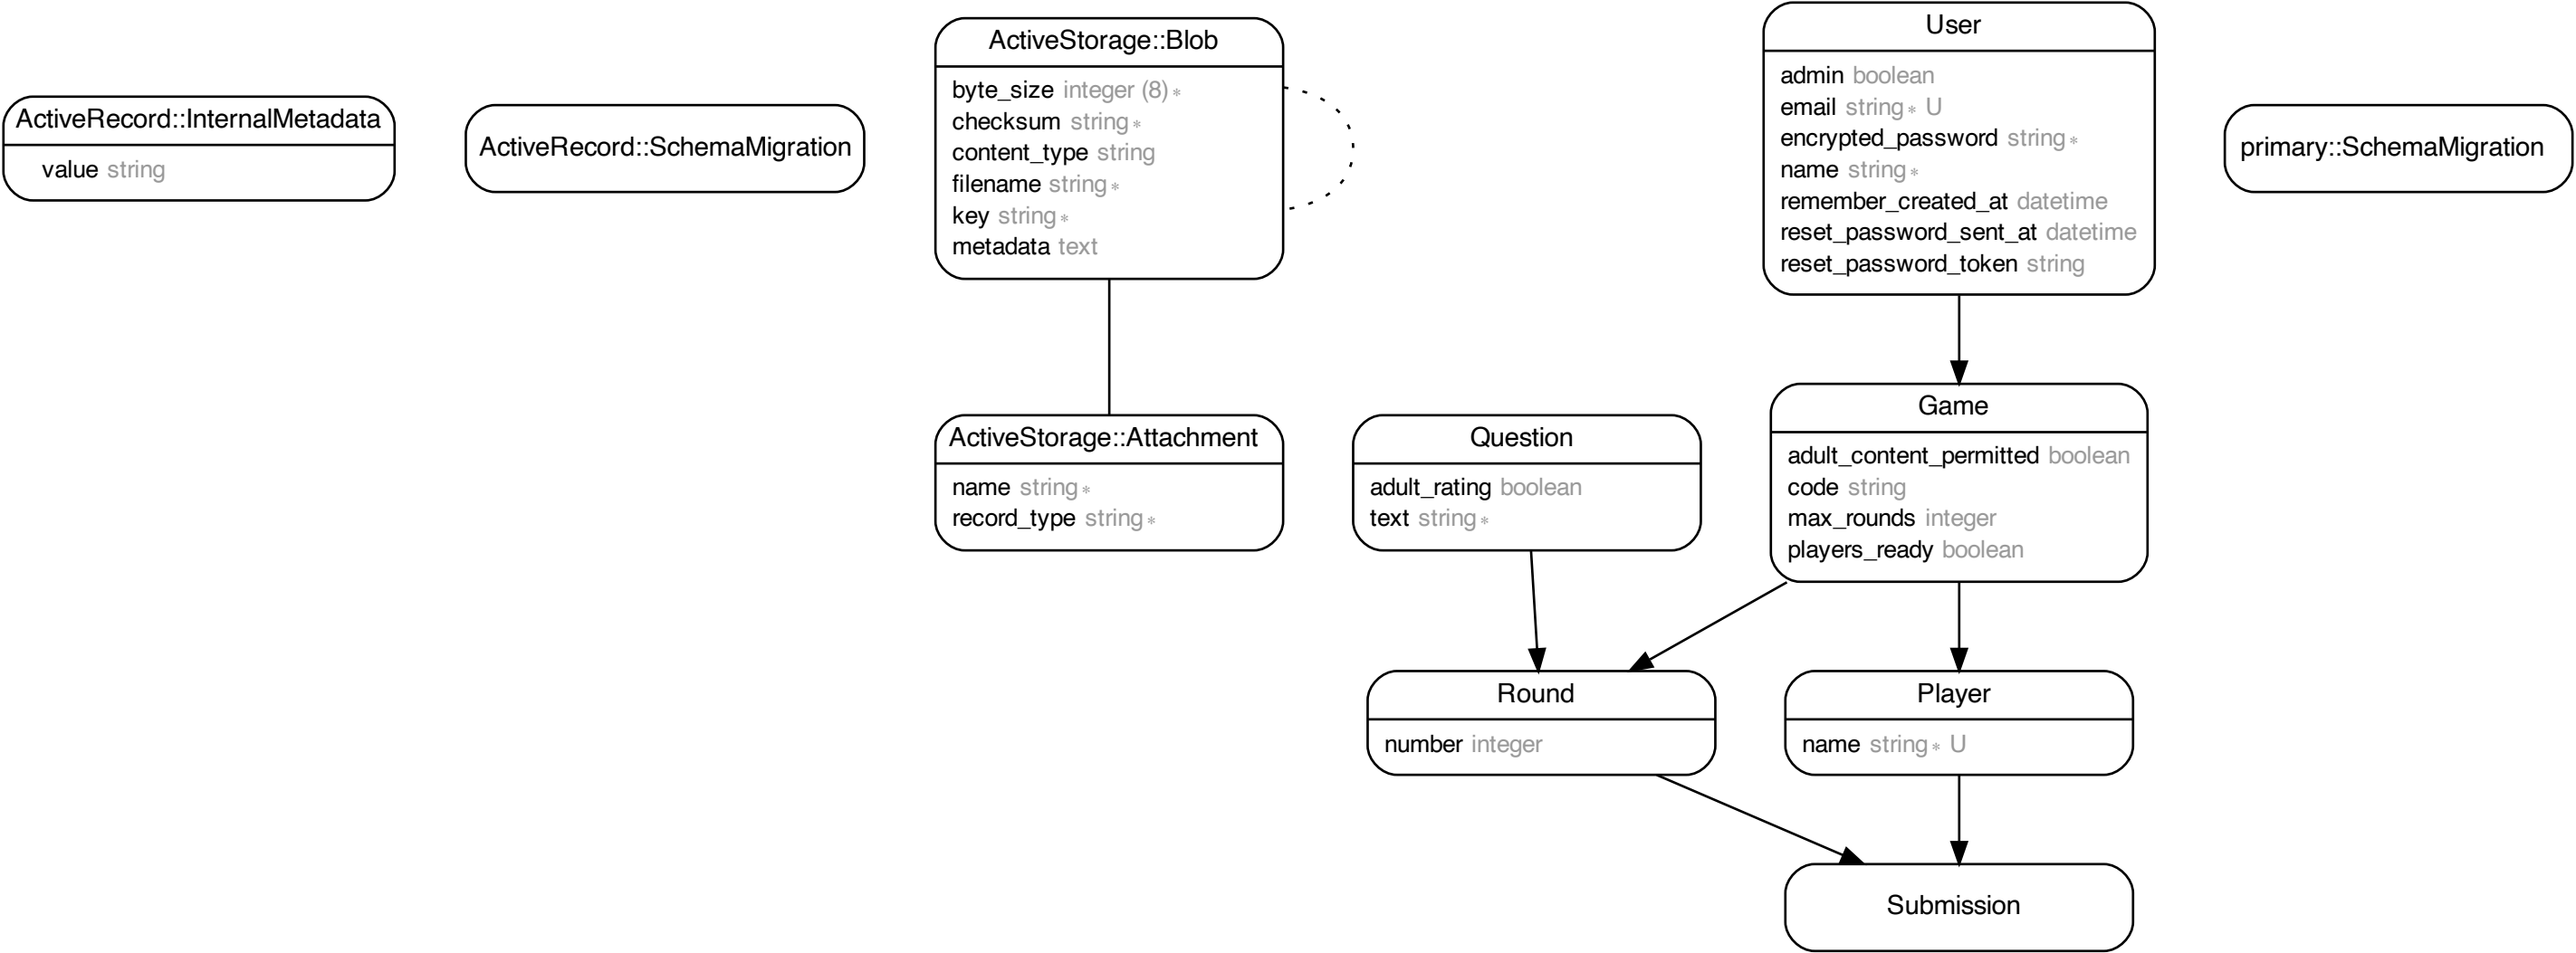 ActiveRecord::InternalMetadata
value string
ActiveRecord::SchemaMigration
ActiveStorage::Blob
byte_size integer (8) *
checksum string *
content_type string
filename string *
key string *
metadata text
User
admin boolean
email string * U
encrypted_password string *
name string *
remember_created_at datetime
reset_password_sent_at datetime
reset_password_token string
primary::SchemaMigration
ActiveStorage::Attachment
name string *
record_type string *
Question
adult_rating boolean
text string *
Game
adult_content_permitted boolean
code string
max_rounds integer
players_ready boolean
Round
number integer
Player
name string * U
Submission